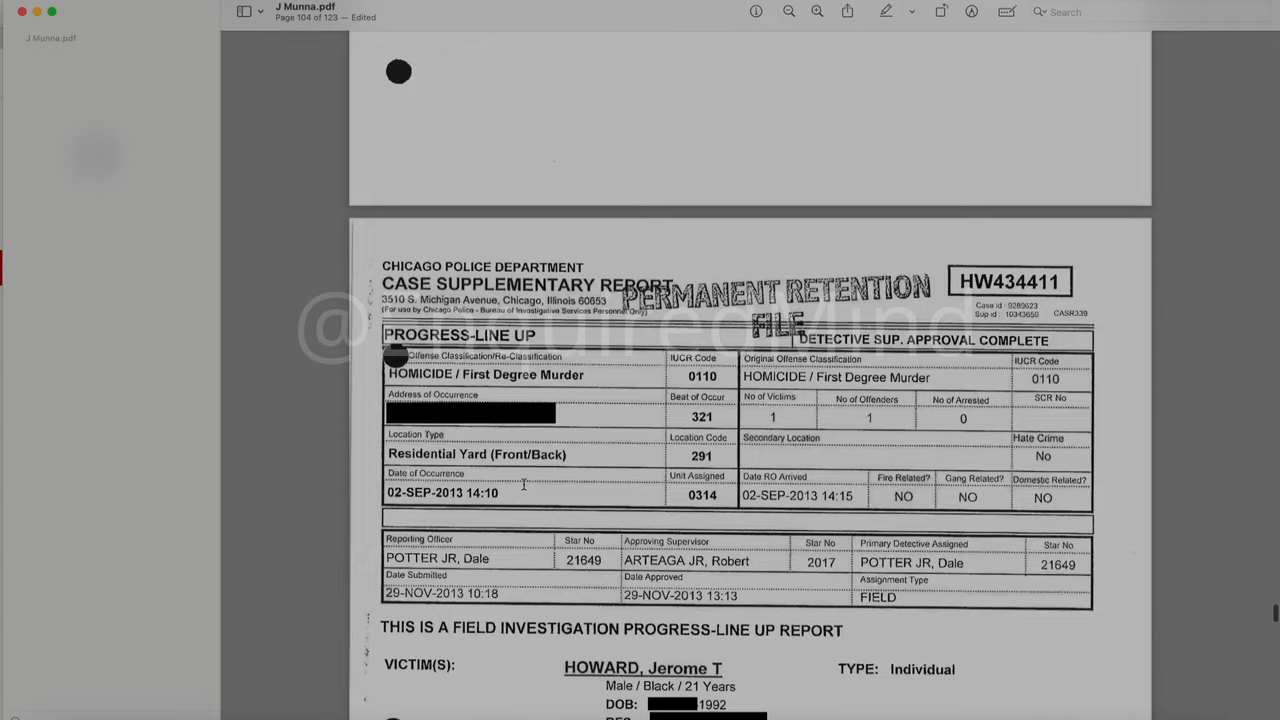 J Munna.pdf
Page 104 of 123 — Edited
Search
J Munna.pdf
CHICAGO POLICE DEPARTMENT
CASE SUPPLEMENTARY REPORT
3510 S. Michigan Avenue, Chicago, Illinois 60653
(For use by Chicago Police - Bureau of Investigative Services Personnel Only)
PERMANENT RETENTION
FILE
HW434411
Case id : 9289623
Sup id : 10343650 CASR339
@InquiredMind
PROGRESS-LINE UP
DETECTIVE SUP. APPROVAL COMPLETE
Offense Classification/Re-Classification IUCR Code Original Offense Classification IUCR Code
HOMICIDE / First Degree Murder 0110 HOMICIDE / First Degree Murder 0110
Address of Occurrence Beat of Occur No of Victims No of Offenders No of Arrested SCR No
321 1 1 0
Location Type Location Code Secondary Location Hate Crime
Residential Yard (Front/Back) 291 No
Date of Occurrence Unit Assigned Date RO Arrived Fire Related? Gang Related? Domestic Related?
02-SEP-2013 14:10 0314 02-SEP-2013 14:15 NO NO NO
Reporting Officer Star No Approving Supervisor Star No Primary Detective Assigned Star No
POTTER JR, Dale 21649 ARTEAGA JR, Robert 2017 POTTER JR, Dale 21649
Date Submitted Date Approved Assignment Type
29-NOV-2013 10:18 29-NOV-2013 13:13 FIELD
THIS IS A FIELD INVESTIGATION PROGRESS-LINE UP REPORT
VICTIM(S): HOWARD, Jerome T TYPE: Individual
Male / Black / 21 Years
DOB: -1992